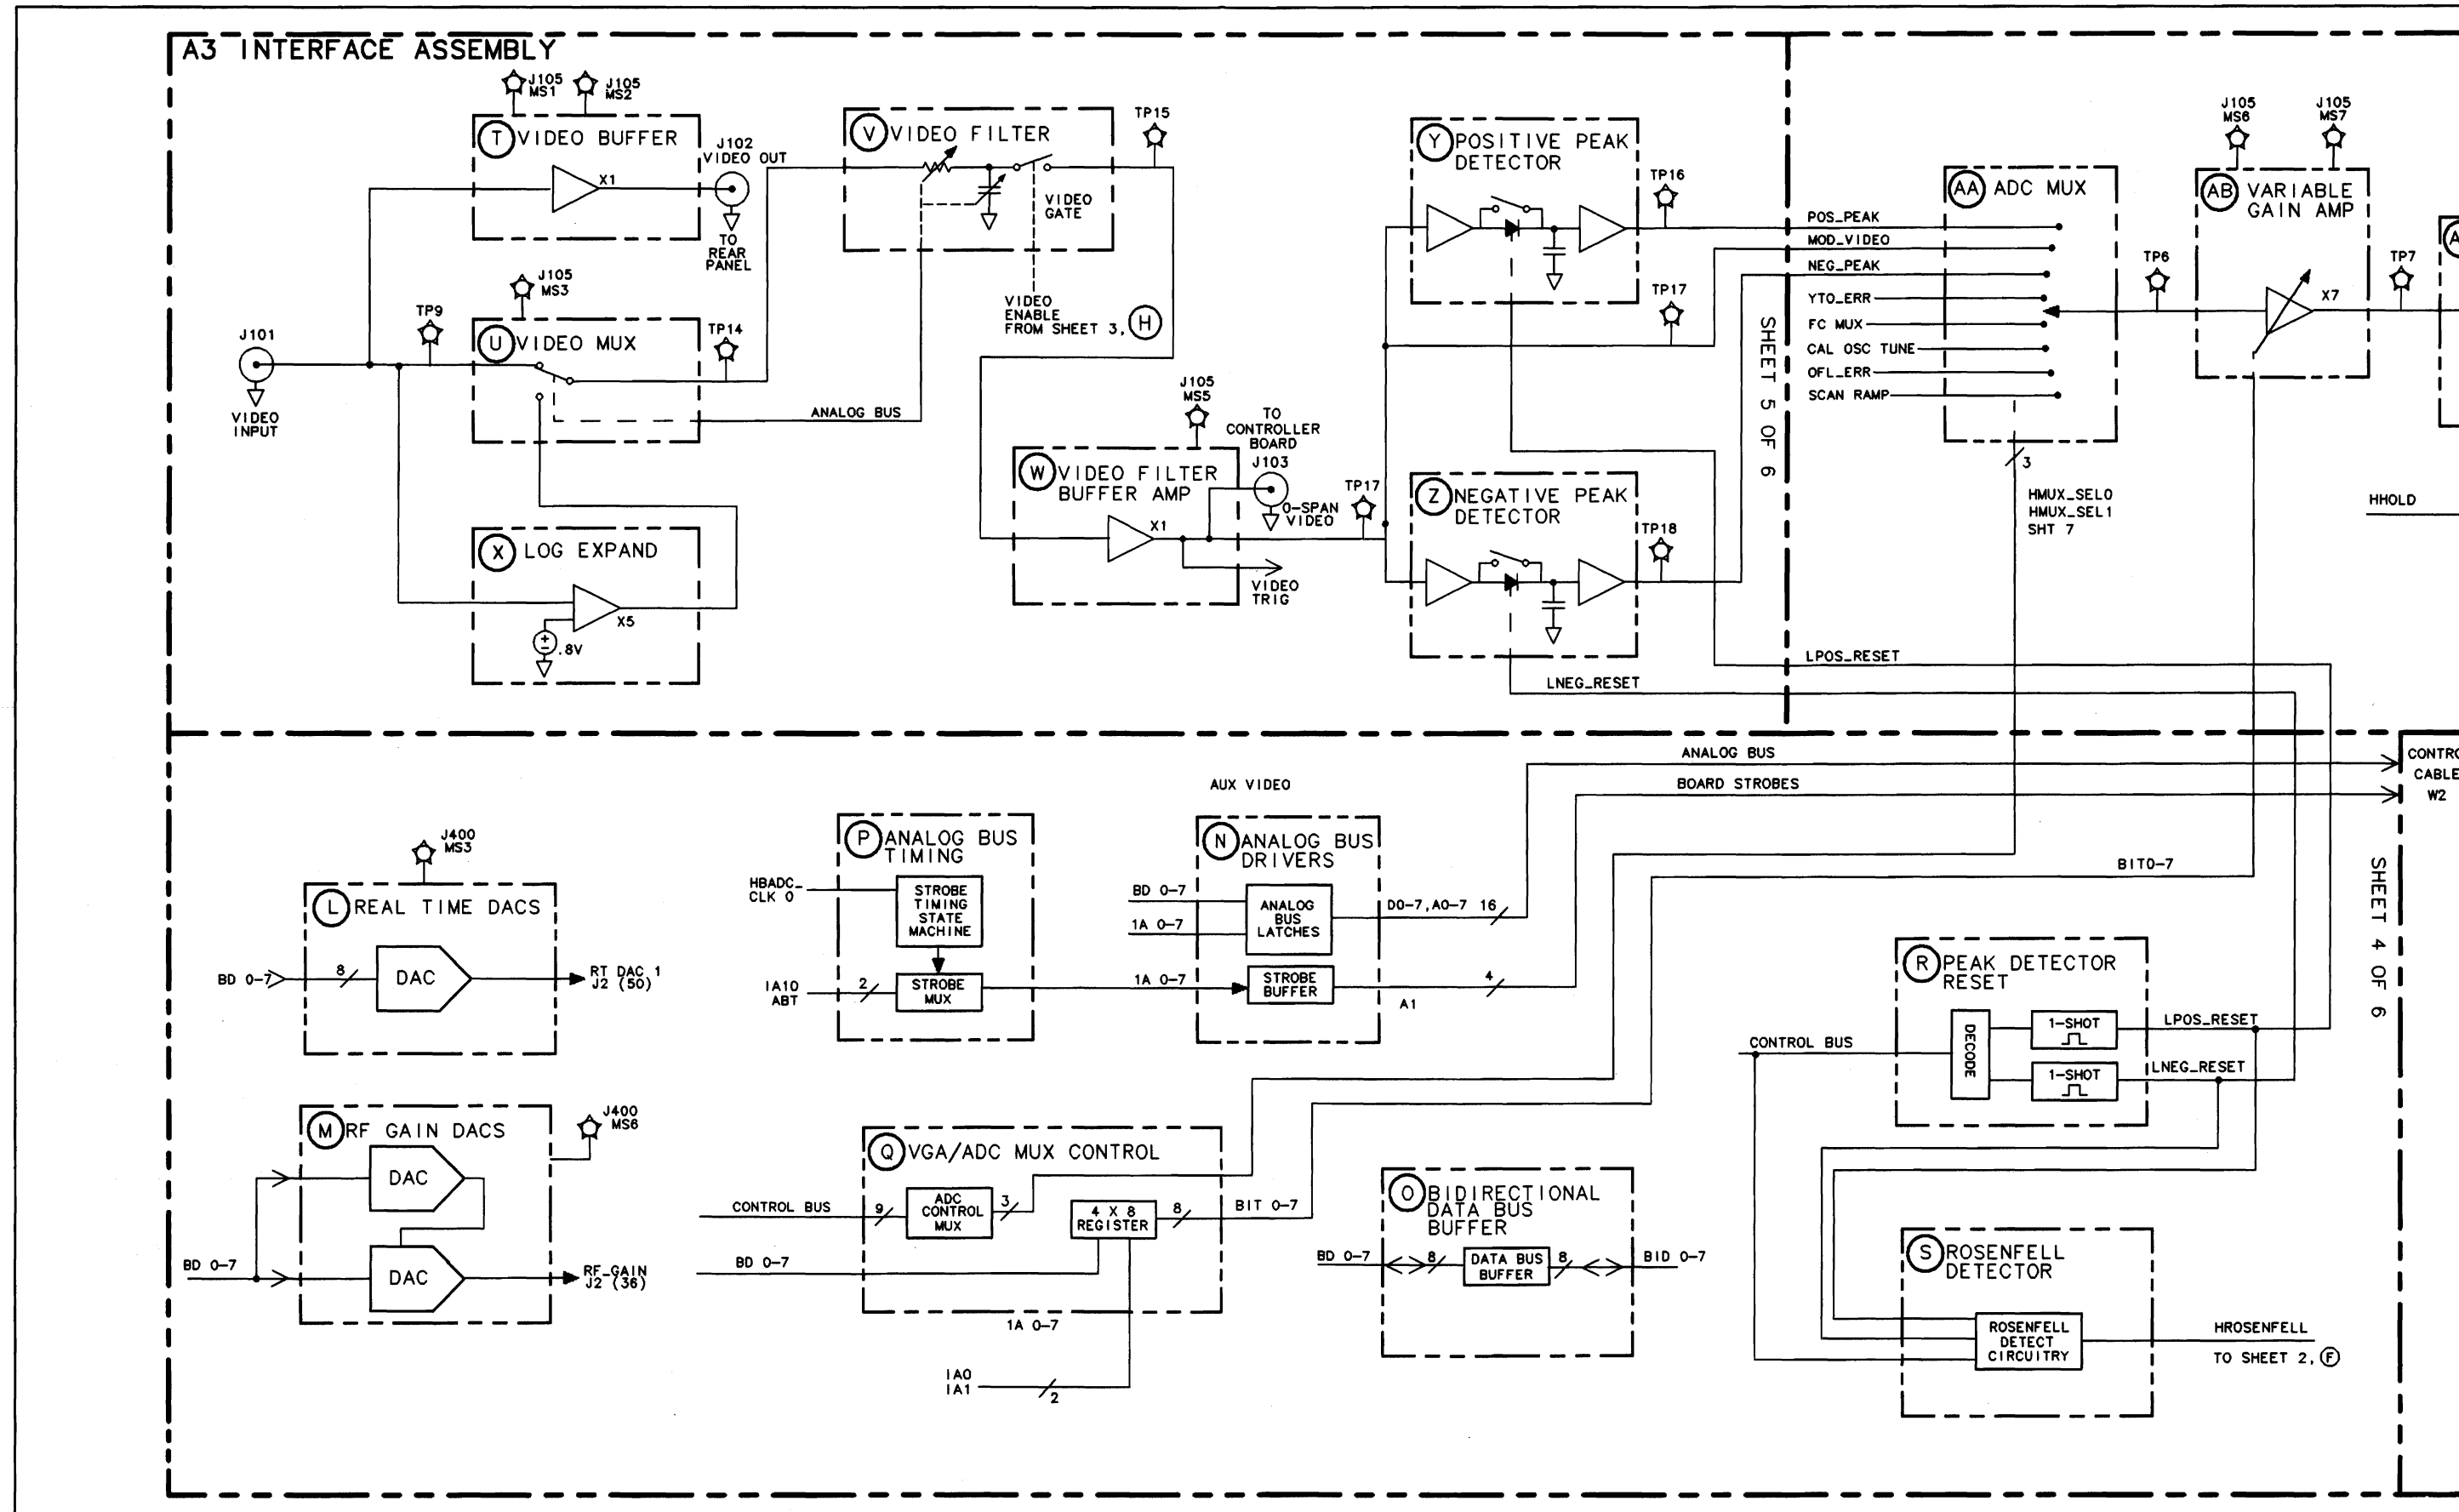 A3 INTERFACE ASSEMBLY
J105
MS1
J105
MS2
T VIDEO BUFFER
X1
J102
VIDEO OUT
TO
REAR
PANEL
V VIDEO FILTER
VIDEO
GATE
TP15
VIDEO
ENABLE
FROM SHEET 3, H
J105
MS3
TP9
U VIDEO MUX
TP14
J101
VIDEO
INPUT
ANALOG BUS
X LOG EXPAND
X5
.8V
J105
MS5
W VIDEO FILTER
BUFFER AMP
X1
TO
CONTROLLER
BOARD
J103
0-SPAN
VIDEO
VIDEO
TRIG
TP17
Y POSITIVE PEAK
DETECTOR
TP16
TP17
Z NEGATIVE PEAK
DETECTOR
TP18
LNEG_RESET
SHEET 5 OF 6
AA ADC MUX
POS_PEAK
MOD_VIDEO
NEG_PEAK
YTO_ERR
FC MUX
CAL OSC TUNE
OFL_ERR
SCAN RAMP
3
HMUX_SEL0
HMUX_SEL1
SHT 7
LPOS_RESET
TP6
J105
MS6
J105
MS7
AB VARIABLE
GAIN AMP
X7
TP7
A
HHOLD
ANALOG BUS
BOARD STROBES
CONTRO
CABLE
W2
AUX VIDEO
J400
MS3
L REAL TIME DACS
BD 0-7
8
DAC
RT DAC 1
J2 (50)
P ANALOG BUS
TIMING
HBADC_
CLK 0
STROBE
TIMING
STATE
MACHINE
IA10
ABT
2
STROBE
MUX
1A 0-7
N ANALOG BUS
DRIVERS
BD 0-7
1A 0-7
ANALOG
BUS
LATCHES
D0-7,A0-7 16
STROBE
BUFFER
4
A1
BIT0-7
SHEET 4 OF 6
R PEAK DETECTOR
RESET
CONTROL BUS
DECODE
1-SHOT
1-SHOT
LPOS_RESET
LNEG_RESET
M RF GAIN DACS
J400
MS6
DAC
DAC
BD 0-7
RF-GAIN
J2 (36)
Q VGA/ADC MUX CONTROL
CONTROL BUS
9
ADC
CONTROL
MUX
3
4 X 8
REGISTER
8
BIT 0-7
BD 0-7
1A 0-7
IA0
IA1
2
O BIDIRECTIONAL
DATA BUS
BUFFER
BD 0-7
8
DATA BUS
BUFFER
8
BID 0-7
S ROSENFELL
DETECTOR
ROSENFELL
DETECT
CIRCUITRY
HROSENFELL
TO SHEET 2, F